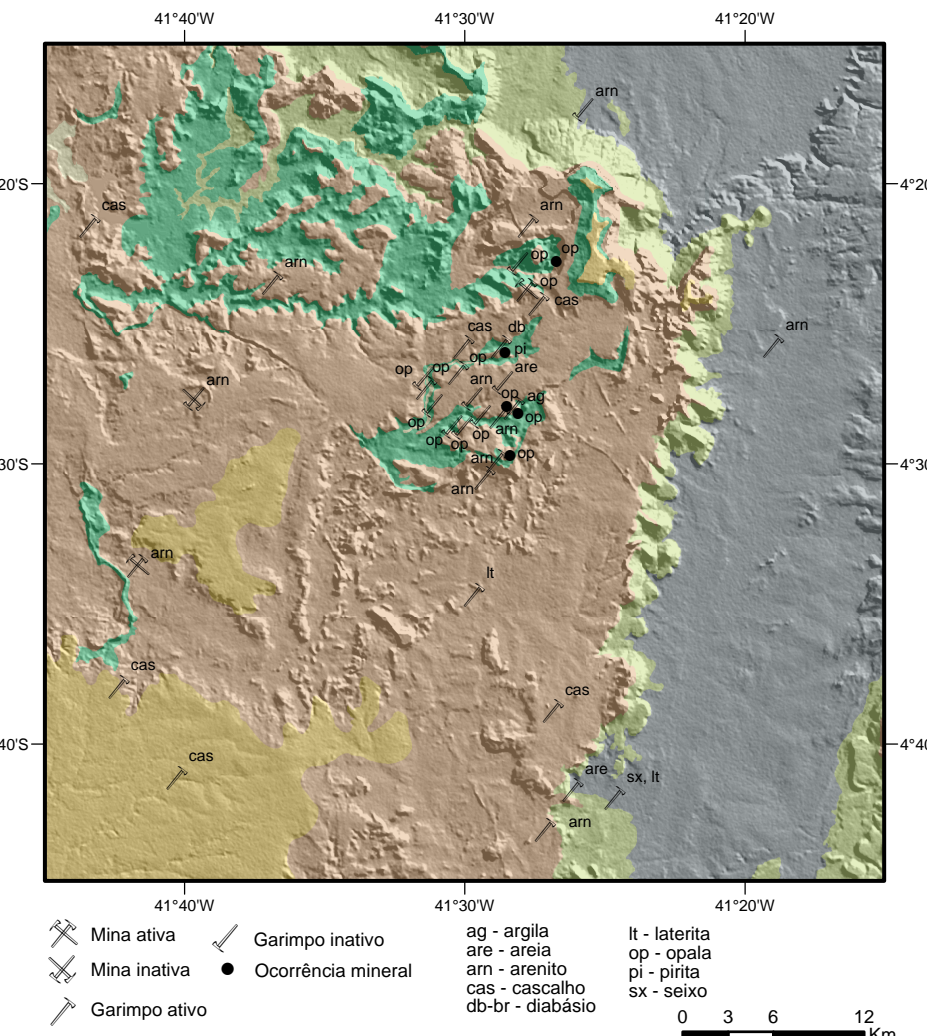 41°40'W 41°30'W 41°20'W
arn
20'S 4°20'
cas
arn
arn
op
op
op
cas
arn
cas
db
pi
op
op
op
are
arn
arn
op
ag
op
op
arn
op
op
op
arn
op
30'S 4°30'
arn
arn
lt
cas
cas
40'S 4°40'
cas
are
sx, lt
arn
41°40'W 41°30'W 41°20'W
Mina ativa
Mina inativa
Garimpo ativo
Garimpo inativo
Ocorrência mineral
ag - argila
are - areia
arn - arenito
cas - cascalho
db-br - diabásio
lt - laterita
op - opala
pi - pirita
sx - seixo
0 3 6 12
Km